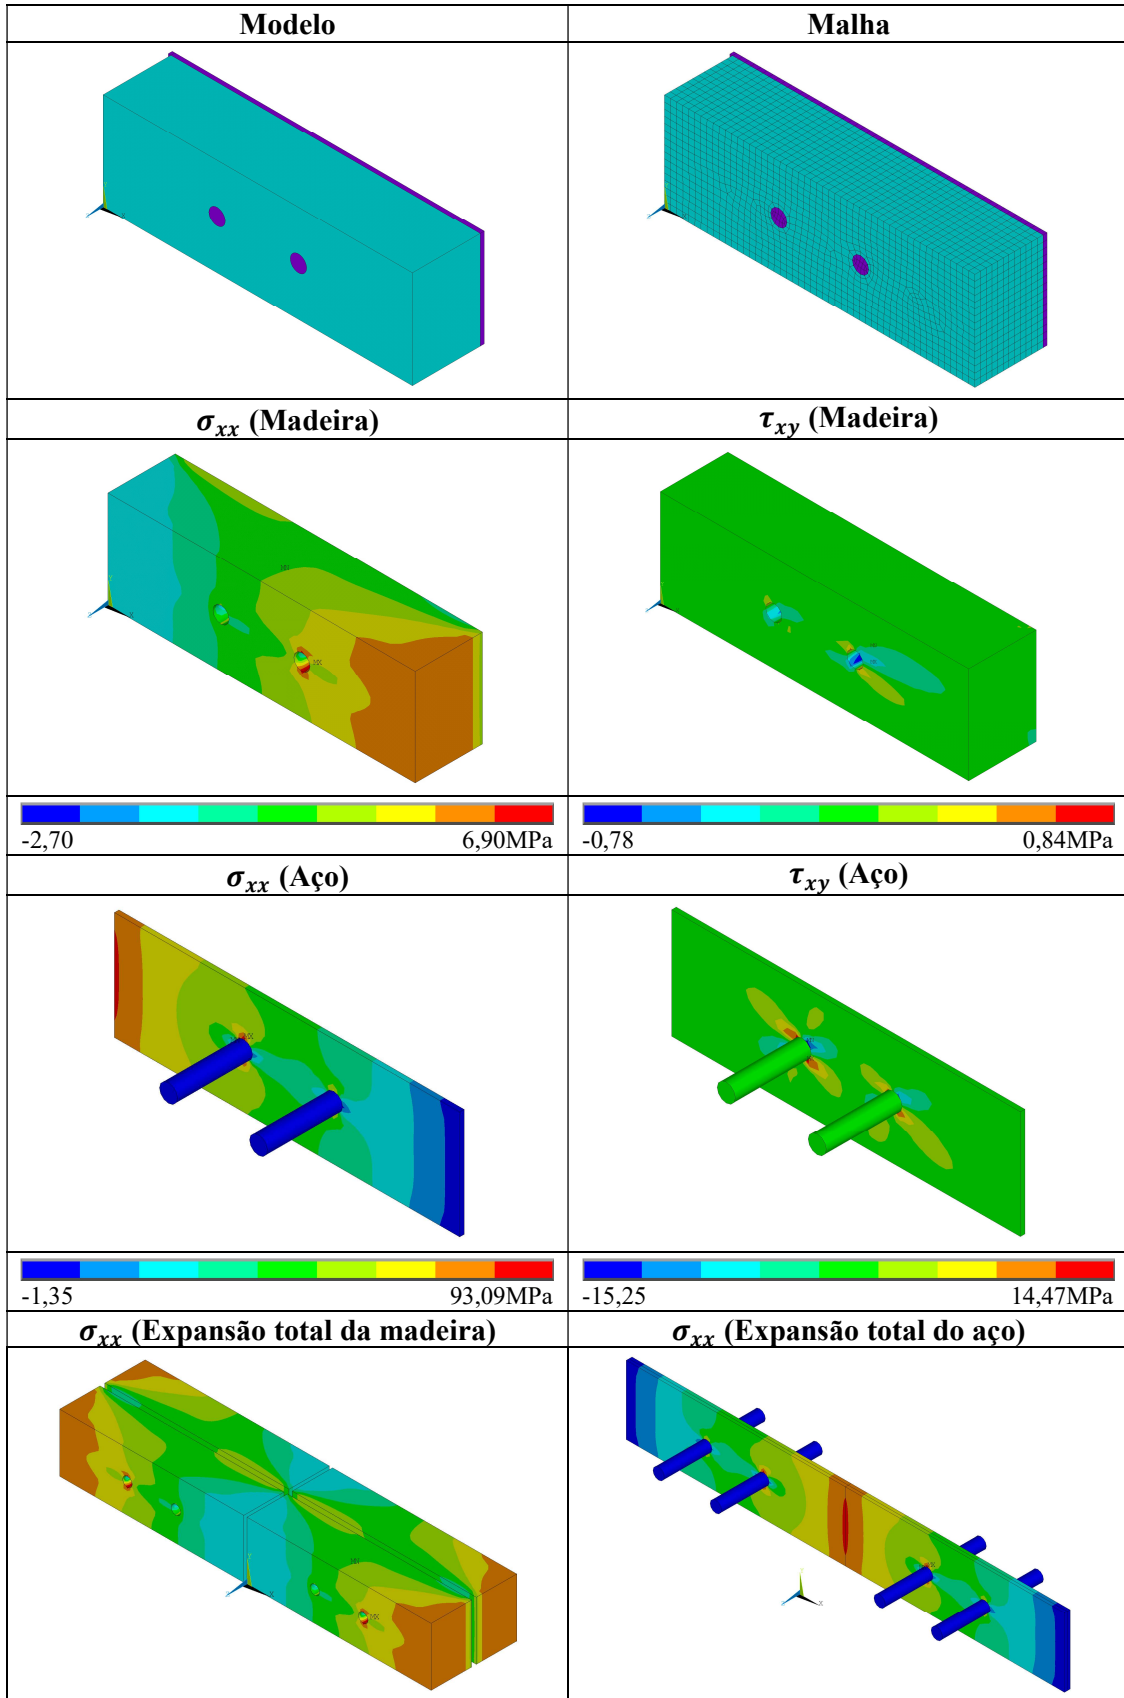 Modelo
Malha
σxx (Madeira)
τxy (Madeira)
-2,70 6,90MPa
-0,78 0,84MPa
σxx (Aço)
τxy (Aço)
-1,35 93,09MPa
-15,25 14,47MPa
σxx (Expansão total da madeira)
σxx (Expansão total do aço)